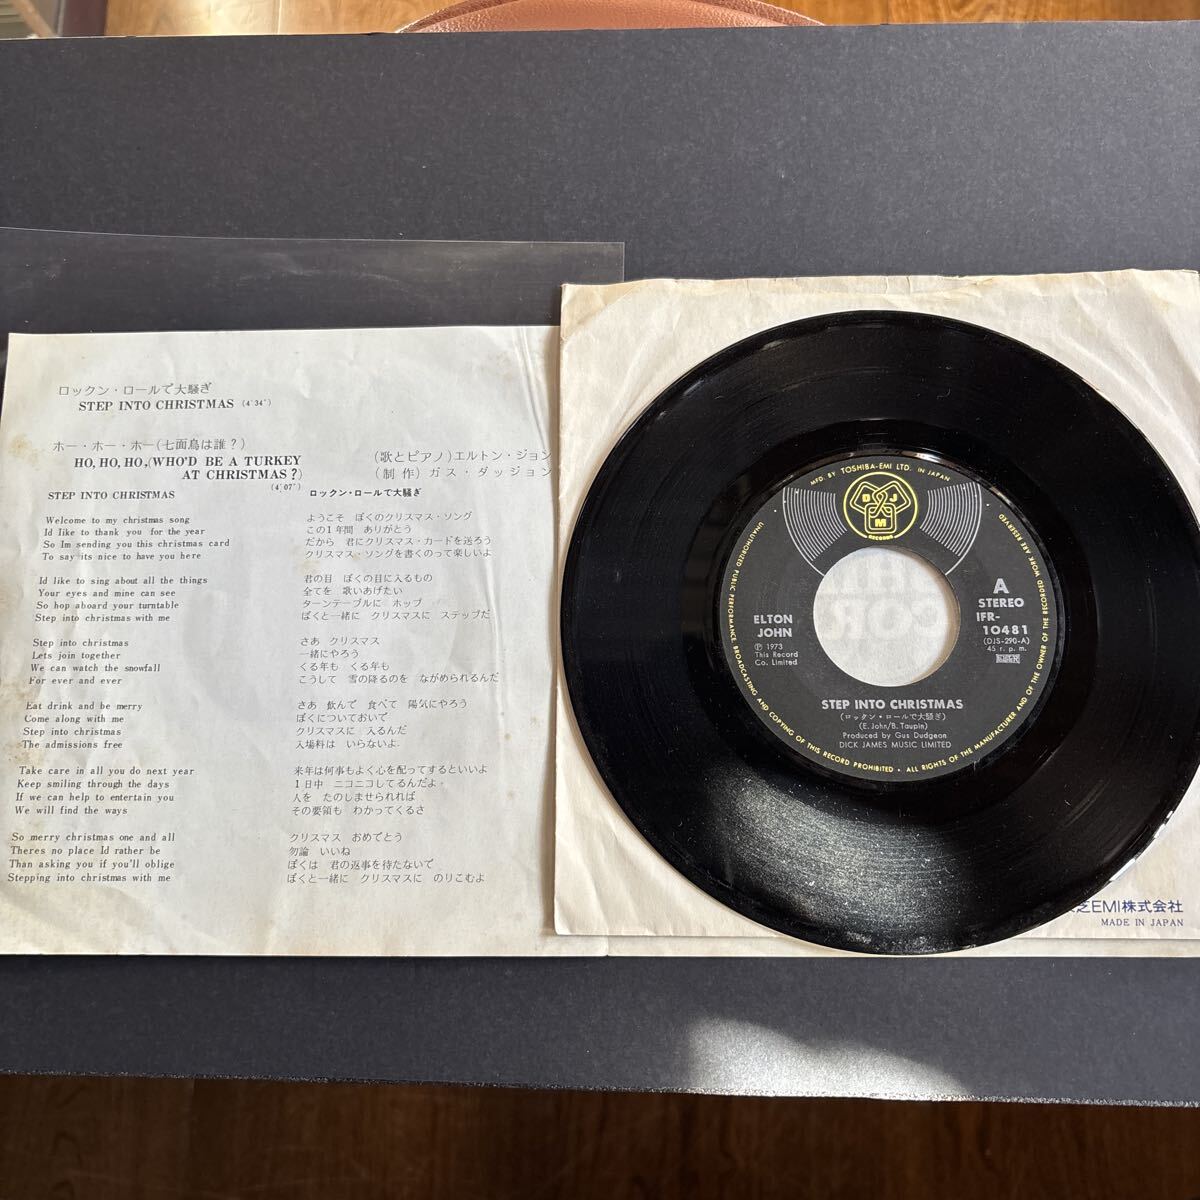 ロックン・ロールで大騒ぎ
STEP INTO CHRISTMAS (4'34")
ホー・ホー・ホー(七面鳥は誰?)
HO, HO, HO, (WHO'D BE A TURKEY
AT CHRISTMAS?)
(4'07")
(歌とピアノ) エルトン・ジョン
(制作) ガス・ダッジョン
STEP INTO CHRISTMAS
Welcome to my christmas song
Id like to thank you for the year
So Im sending you this christmas card
To say its nice to have you here
Id like to sing about all the things
Your eyes and mine can see
So hop aboard your turntable
Step into christmas with me
Step into christmas
Lets join together
We can watch the snowfall
For ever and ever
Eat drink and be merry
Come along with me
Step into christmas
The admissions free
Take care in all you do next year
Keep smiling through the days
If we can help to entertain you
We will find the ways
So merry christmas one and all
Theres no place Id rather be
Than asking you if you'll oblige
Stepping into christmas with me
ロックン・ロールで大騒ぎ
ようこそ ぼくのクリスマス・ソング
この1年間 ありがとう
だから 君にクリスマス・カードを送ろう
クリスマス・ソングを書くのって楽しいよ
君の目 ぼくの目に入るもの
全てを 歌いあげたい
ターンテーブルに ホップ
ぼくと一緒に クリスマスに ステップだ
さあ クリスマス
一緒にやろう
くる年も くる年も
こうして 雪の降るのを ながめられるんだ
さあ 飲んで 食べて 陽気にやろう
ぼくについておいで
クリスマスに 入るんだ
入場料は いらないよ
来年は何事もよく心を配ってするといいよ
1日中 ニコニコしてるんだよ
人を たのしませられれば
その要領も わかってくるさ
クリスマス おめでとう
勿論 いいね
ぼくは 君の返事を待たないで
ぼくと一緒に クリスマスに のりこむよ
MFD. BY TOSHIBA-EMI LTD. IN JAPAN
UNAUTHORIZED PUBLIC PERFORMANCE, BROADCASTING AND COPYING OF THIS RECORD PROHIBITED • ALL RIGHTS OF THE MANUFACTURER AND OF THE OWNER OF THE RECORDED WORK ARE RESERVED
D J
M
RECORDS
ELTON
JOHN
Ⓟ 1973
This Record
Co. Limited
A
STEREO
IFR-
10481
(DJS-290-A)
45 r. p. m.
STEP INTO CHRISTMAS
(ロックン・ロールで大騒ぎ)
(E. John/B. Taupin)
Produced by Gus Dudgeon
DICK JAMES MUSIC LIMITED
芝EMI株式会社
MADE IN JAPAN